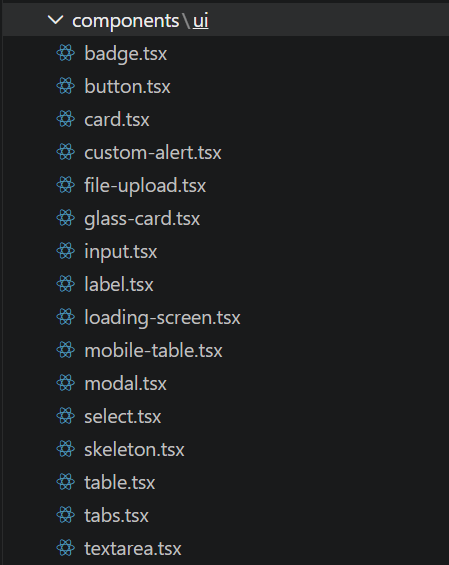 components\ui
badge.tsx
button.tsx
card.tsx
custom-alert.tsx
file-upload.tsx
glass-card.tsx
input.tsx
label.tsx
loading-screen.tsx
mobile-table.tsx
modal.tsx
select.tsx
skeleton.tsx
table.tsx
tabs.tsx
textarea.tsx